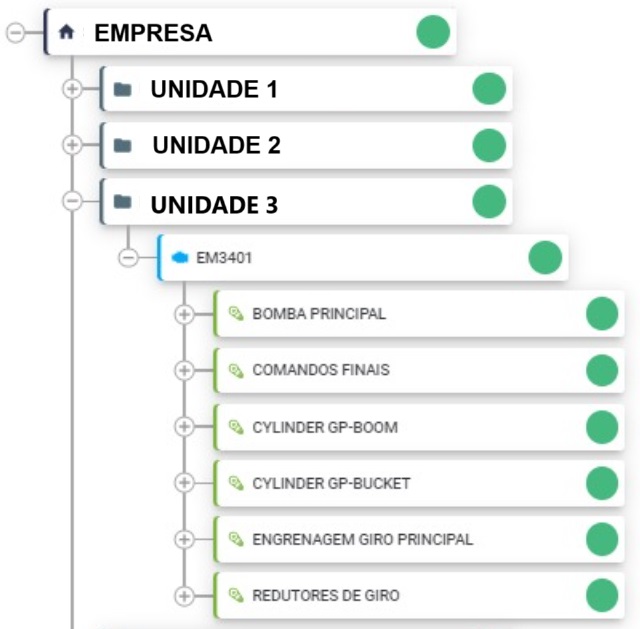 EMPRESA
UNIDADE 1
UNIDADE 2
UNIDADE 3
EM3401
BOMBA PRINCIPAL
COMANDOS FINAIS
CYLINDER GP-BOOM
CYLINDER GP-BUCKET
ENGRENAGEM GIRO PRINCIPAL
REDUTORES DE GIRO